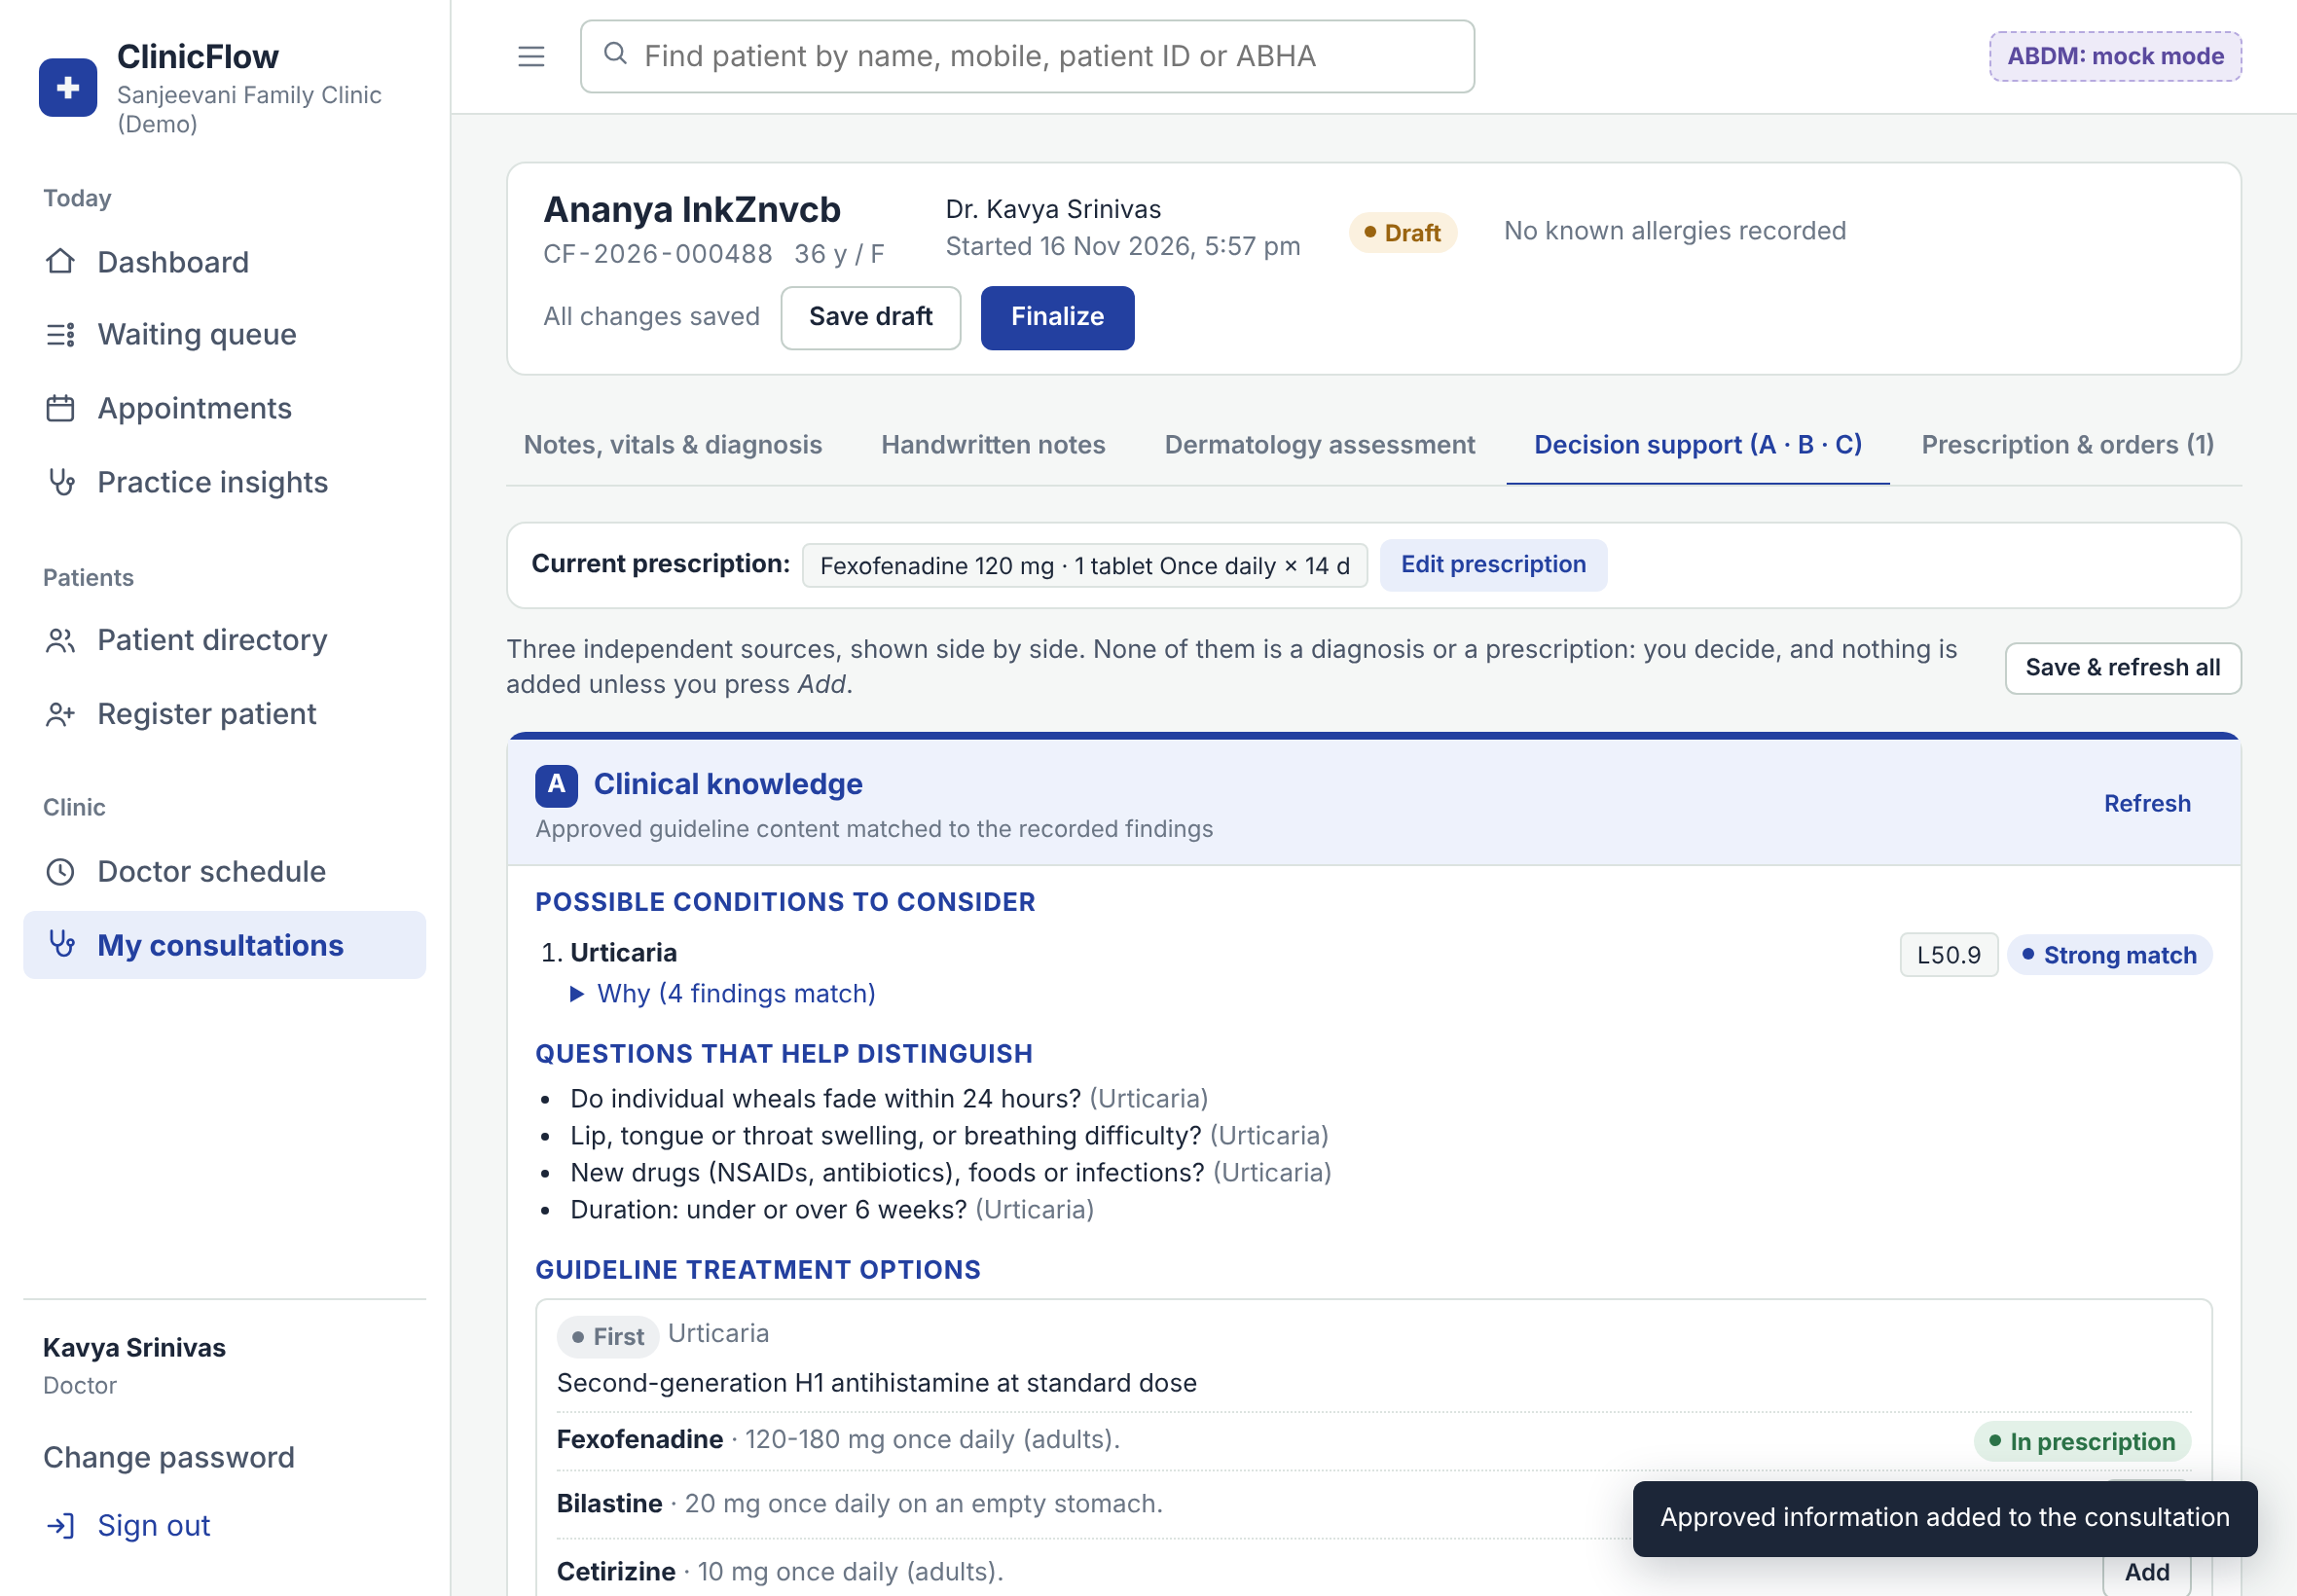 ClinicFlow
Sanjeevani Family Clinic
(Demo)
Today
Dashboard
Waiting queue
Appointments
Practice insights
Patients
Patient directory
Register patient
Clinic
Doctor schedule
My consultations
Kavya Srinivas
Doctor
Change password
Sign out
Find patient by name, mobile, patient ID or ABHA
ABDM: mock mode
Ananya InkZnvcb
CF-2026-000488 36 y / F
Dr. Kavya Srinivas
Started 16 Nov 2026, 5:57 pm
Draft
No known allergies recorded
All changes saved
Save draft
Finalize
Notes, vitals & diagnosis
Handwritten notes
Dermatology assessment
Decision support (A · B · C)
Prescription & orders (1)
Current prescription: Fexofenadine 120 mg · 1 tablet Once daily × 14 d Edit prescription
Three independent sources, shown side by side. None of them is a diagnosis or a prescription: you decide, and nothing is
added unless you press Add.
Save & refresh all
A Clinical knowledge
Approved guideline content matched to the recorded findings
Refresh
POSSIBLE CONDITIONS TO CONSIDER
1. Urticaria
L50.9 Strong match
Why (4 findings match)
QUESTIONS THAT HELP DISTINGUISH
• Do individual wheals fade within 24 hours? (Urticaria)
• Lip, tongue or throat swelling, or breathing difficulty? (Urticaria)
• New drugs (NSAIDs, antibiotics), foods or infections? (Urticaria)
• Duration: under or over 6 weeks? (Urticaria)
GUIDELINE TREATMENT OPTIONS
First Urticaria
Second-generation H1 antihistamine at standard dose
Fexofenadine · 120-180 mg once daily (adults).
In prescription
Bilastine · 20 mg once daily on an empty stomach.
Approved information added to the consultation
Cetirizine · 10 mg once daily (adults).
Add